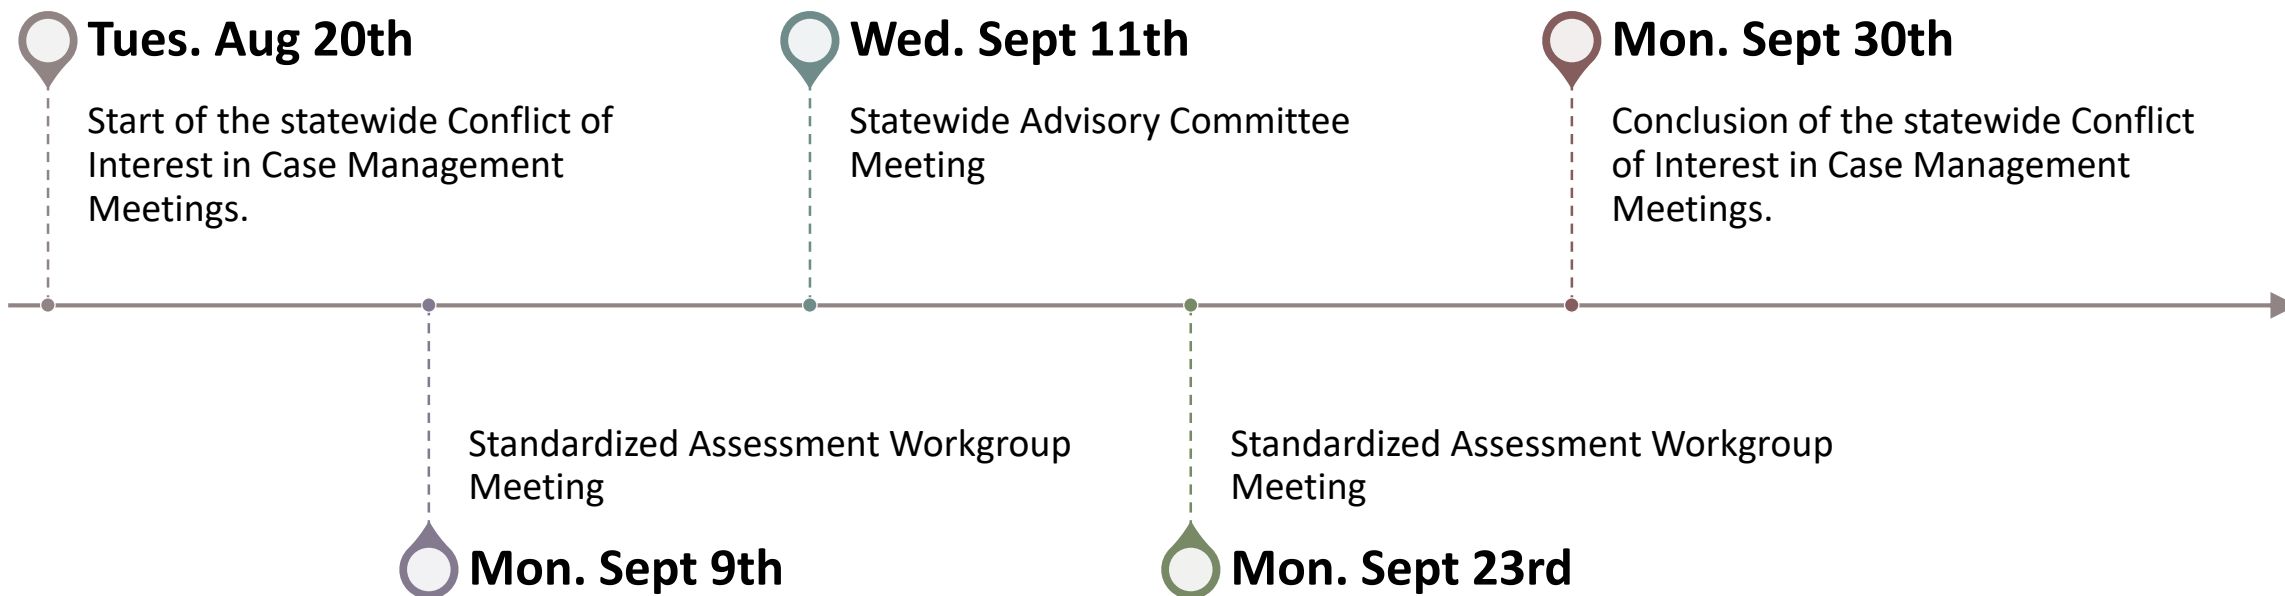 Tues. Aug 20th
Start of the statewide Conflict of
Interest in Case Management
Meetings.
Wed. Sept 11th
Statewide Advisory Committee
Meeting
Mon. Sept 30th
Conclusion of the statewide Conflict
of Interest in Case Management
Meetings.
Standardized Assessment Workgroup
Meeting
Mon. Sept 9th
Standardized Assessment Workgroup
Meeting
Mon. Sept 23rd